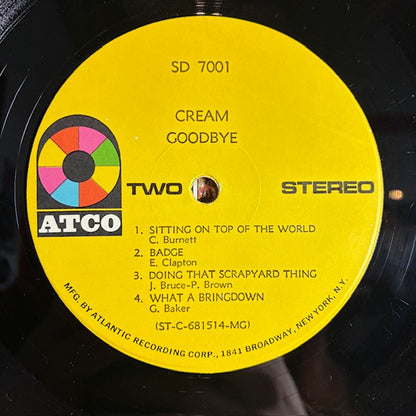 SD 7001
CREAM
GOODBYE
ATCO
TWO
STEREO
1. SITTING ON TOP OF THE WORLD
C. Burnett
2. BADGE
E. Clapton
3. DOING THAT SCRAPYARD THING
J. Bruce-P. Brown
4. WHAT A BRINGDOWN
G. Baker
(ST-C-681514-MG)
MFG. BY ATLANTIC RECORDING CORP., 1841 BROADWAY, NEW YORK, N.Y.